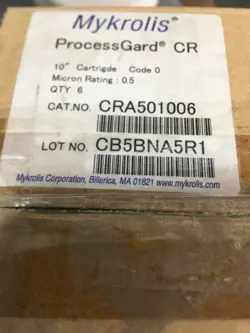 Mykrolis®
ProcessGard® CR
10" Cartrigde Code 0
Micron Rating : 0.5
QTY 6
CAT.NO. CRA501006
LOT NO. CB5BNA5R1
Mykrolis Corporation, Billerica, MA 01821 www.mykrolis.com